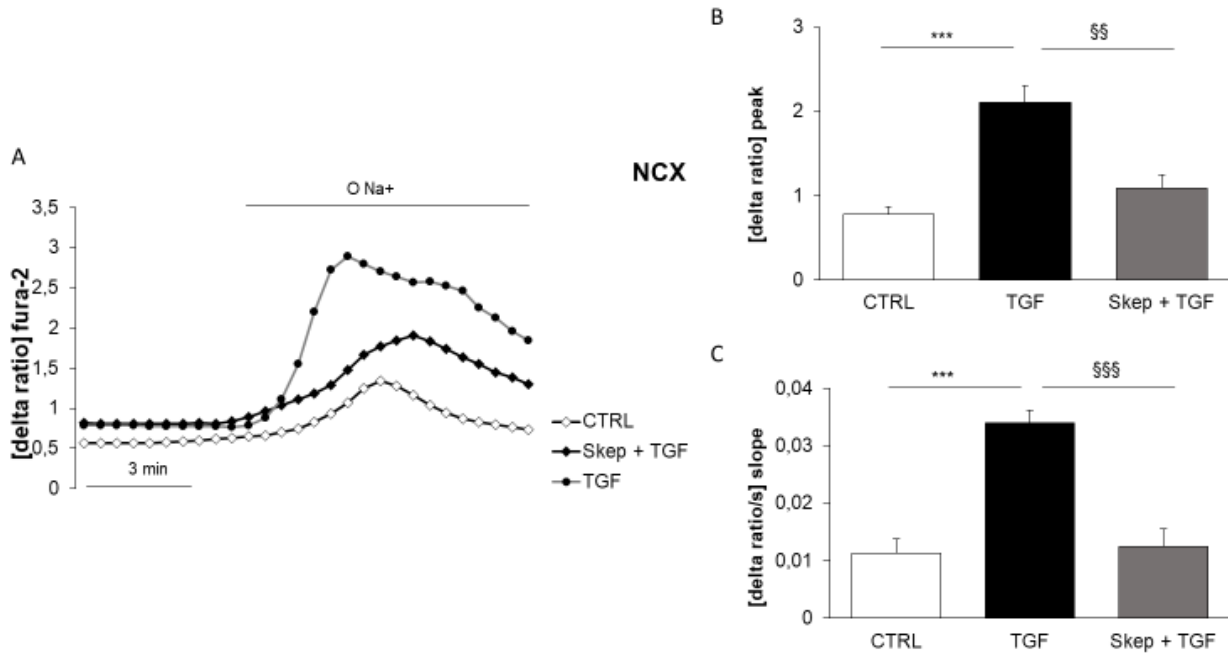 A
NCX
O Na+
[delta ratio] fura-2
3,5
3
2,5
2
1,5
1
0,5
0
3 min
CTRL
Skep + TGF
TGF
B
[delta ratio] peak
3
2
1
0
***
§§
CTRL
TGF
Skep + TGF
C
[delta ratio/s] slope
0,04
0,03
0,02
0,01
0
***
§§§
CTRL
TGF
Skep + TGF